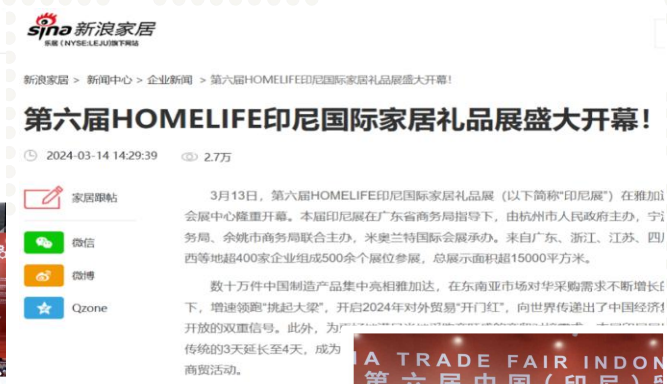 sina 新浪家居
乐居(NYSE:LEJU)旗下网站
新浪家居 > 新闻中心 > 企业新闻 > 第六届HOMELIFE印尼国际家居礼品展盛大开幕!
第六届HOMELIFE印尼国际家居礼品展盛大开幕!
2024-03-14 14:29:39 2.7万
家居跟帖
微信
微博
Qzone
3月13日,第六届HOMELIFE印尼国际家居礼品展(以下简称“印尼展”)在雅加
会展中心隆重开幕。本届印尼展在广东省商务局指导下,由杭州市人民政府主办,宁
务局、余姚市商务局联合主办,米奥兰特国际会展承办。来自广东、浙江、江苏、四
西等地超400家企业组成500余个展位参展,总展示面积超15000平方米。
数十万件中国制造产品集中亮相雅加达,在东南亚市场对华采购需求不断增长
下,增速领跑“挑起大梁”,开启2024年对外贸易“开门红”,向世界传递出了中国经济
开放的双重信号。此外,为
传统的3天延长至4天,成为
商贸活动。
A TRADE FAIR INDON
第六届中国(印尼)